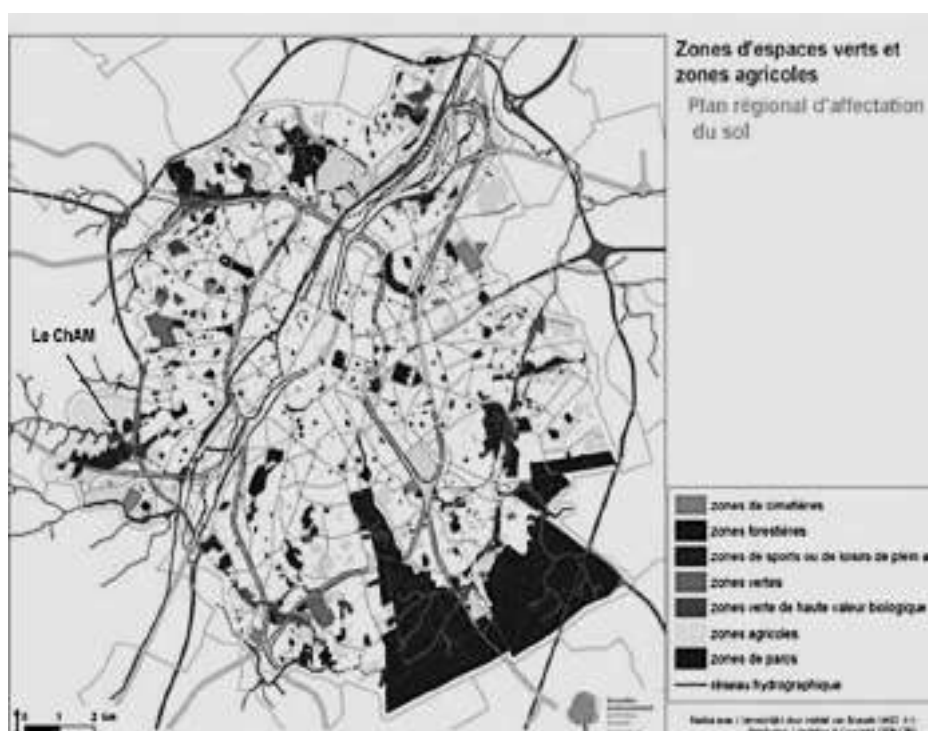 Zones d'espaces verts et
zones agricoles
Plan régional d'affectation
du sol
Le ChAM
zones de cimetières
zones forestières
zones de sports ou de loisirs de plein a
zones vertes
zones verte de haute valeur biologique
zones agricoles
zones de parcs
réseau hydrographique
0 1 2 km